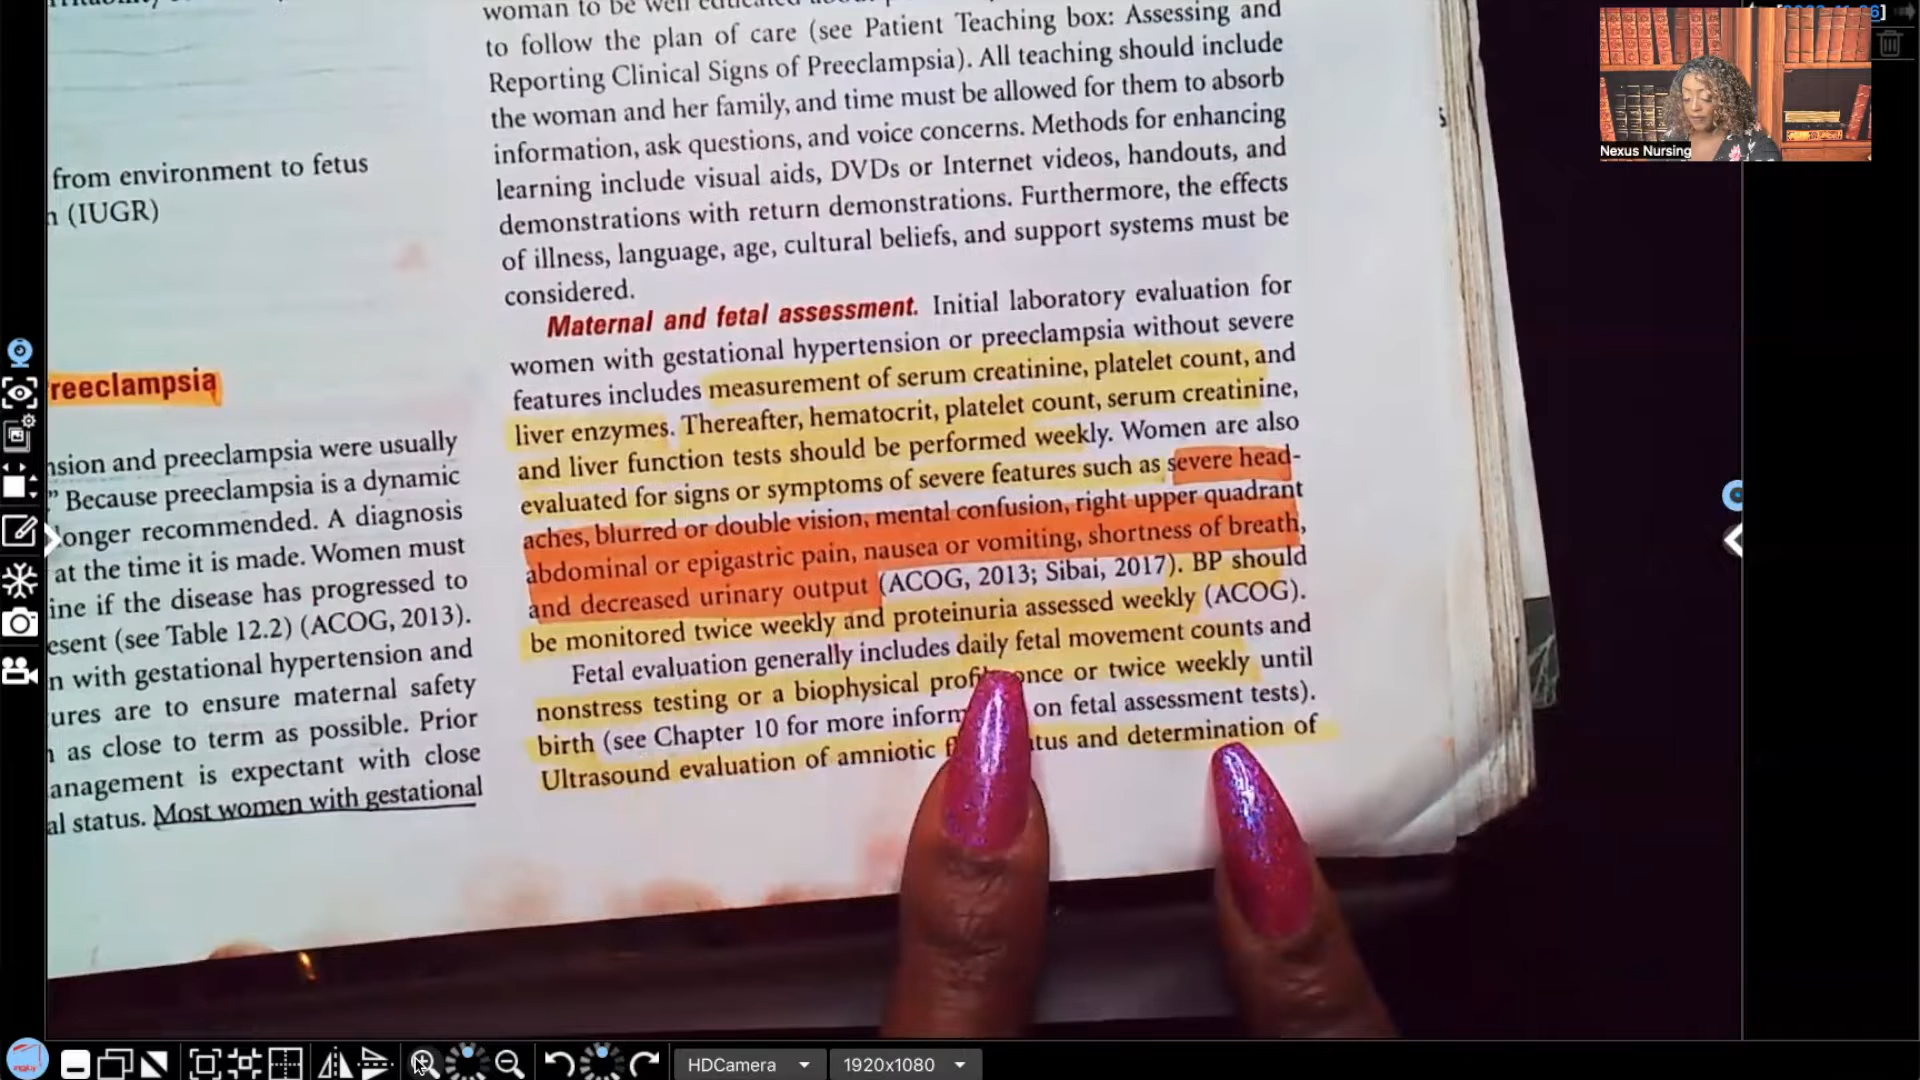 from environment to fetus
(IUGR)
reeclampsia
nsion and preeclampsia were usually
” Because preeclampsia is a dynamic
longer recommended. A diagnosis
at the time it is made. Women must
ine if the disease has progressed to
esent (see Table 12.2) (ACOG, 2013).
n with gestational hypertension and
ures are to ensure maternal safety
as close to term as possible. Prior
anagement is expectant with close
al status. Most women with gestational
woman to be well educated about
to follow the plan of care (see Patient Teaching box: Assessing and
Reporting Clinical Signs of Preeclampsia). All teaching should include
the woman and her family, and time must be allowed for them to absorb
information, ask questions, and voice concerns. Methods for enhancing
learning include visual aids, DVDs or Internet videos, handouts, and
demonstrations with return demonstrations. Furthermore, the effects
of illness, language, age, cultural beliefs, and support systems must be
considered.
Maternal and fetal assessment. Initial laboratory evaluation for
women with gestational hypertension or preeclampsia without severe
features includes measurement of serum creatinine, platelet count, and
liver enzymes. Thereafter, hematocrit, platelet count, serum creatinine,
and liver function tests should be performed weekly. Women are also
evaluated for signs or symptoms of severe features such as severe head-
aches, blurred or double vision, mental confusion, right upper quadrant
abdominal or epigastric pain, nausea or vomiting, shortness of breath,
and decreased urinary output (ACOG, 2013; Sibai, 2017). BP should
be monitored twice weekly and proteinuria assessed weekly (ACOG).
Fetal evaluation generally includes daily fetal movement counts and
nonstress testing or a biophysical once or twice weekly until
birth (see Chapter 10 for more on fetal assessment tests).
Ultrasound evaluation of amniotic and determination of
Nexus Nursing
HDCamera
1920x1080